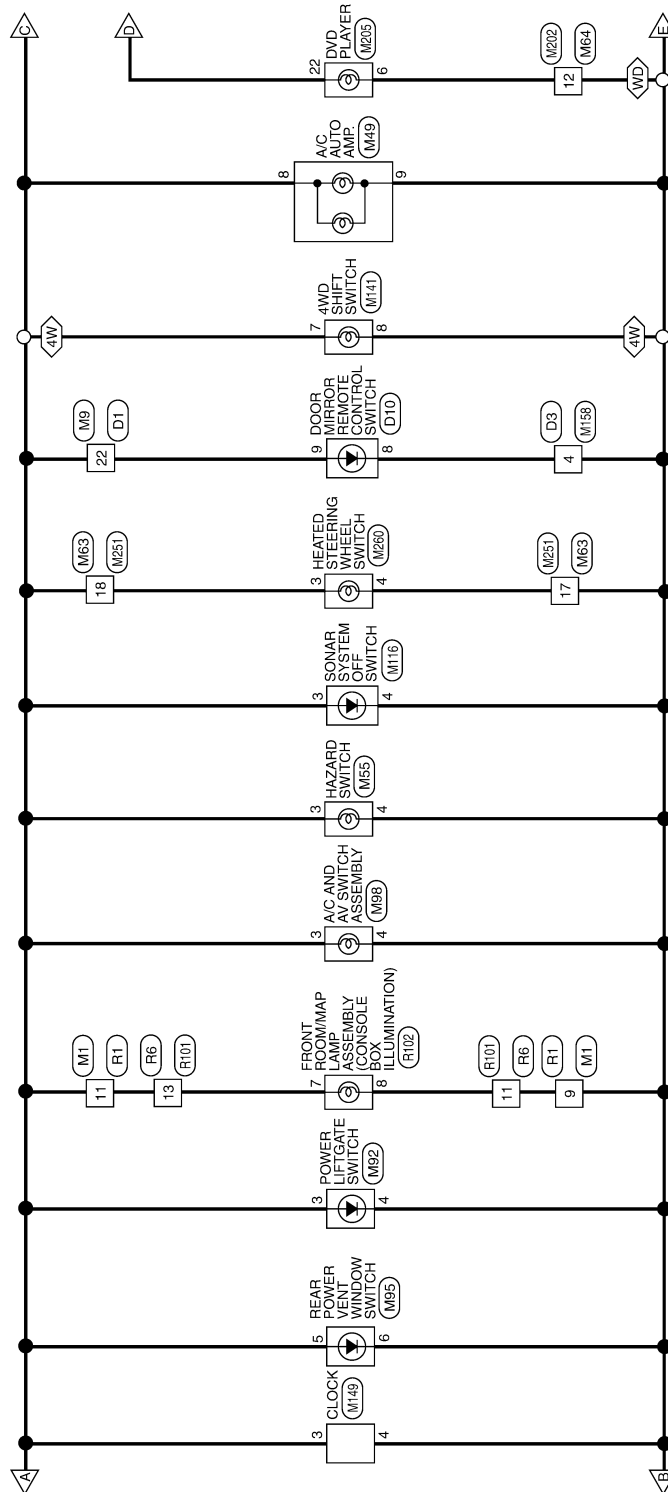 A
C
D
B
E
3
CLOCK
M149
4
5
REAR
POWER
VENT
WINDOW
SWITCH
M95
6
3
POWER
LIFTGATE
SWITCH
M92
4
11
M1
R1
13
R6
R101
7
FRONT
ROOM/MAP
LAMP
ASSEMBLY
(CONSOLE
BOX
ILLUMINATION)
R102
8
11
R101
R6
9
R1
M1
3
A/C AND
AV SWITCH
ASSEMBLY
M98
4
3
HAZARD
SWITCH
M55
4
3
SONAR
SYSTEM
OFF
SWITCH
M116
4
18
M63
M251
3
HEATED
STEERING
WHEEL
SWITCH
M260
4
17
M251
M63
22
M9
D1
9
DOOR
MIRROR
REMOTE
CONTROL
SWITCH
D10
8
4
D3
M158
4W
7
4WD
SHIFT
SWITCH
M141
8
4W
8
A/C
AUTO
AMP.
M49
9
22
DVD
PLAYER
M205
6
12
M202
M64
WD